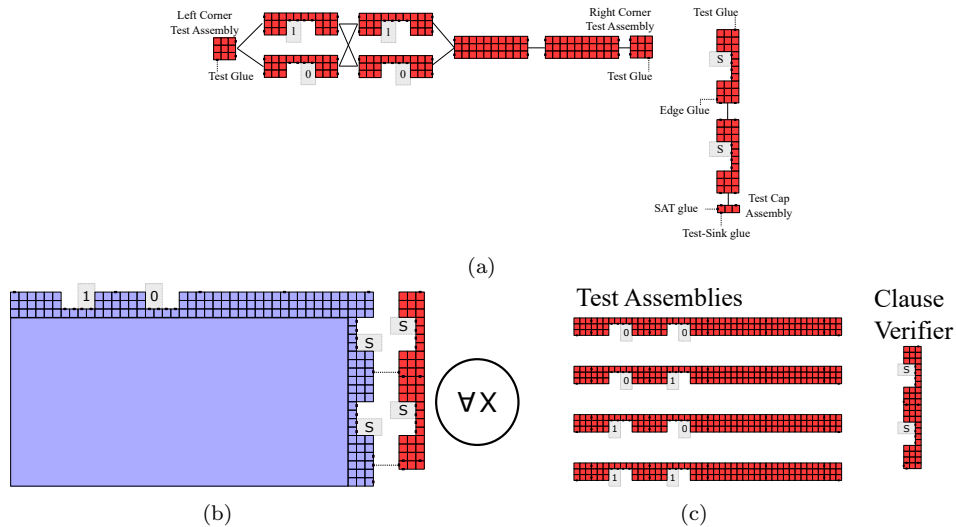 Left Corner
Test Assembly
Test Glue
1
0
1
0
Right Corner
Test Assembly
Test Glue
Test Glue
S
Edge Glue
S
SAT glue
Test Cap
Assembly
Test-Sink glue
(a)
1 0
S
S
S
S
∀X
(b)
Test Assemblies
0 0
0 1
1 0
1 1
Clause
Verifier
S
S
(c)